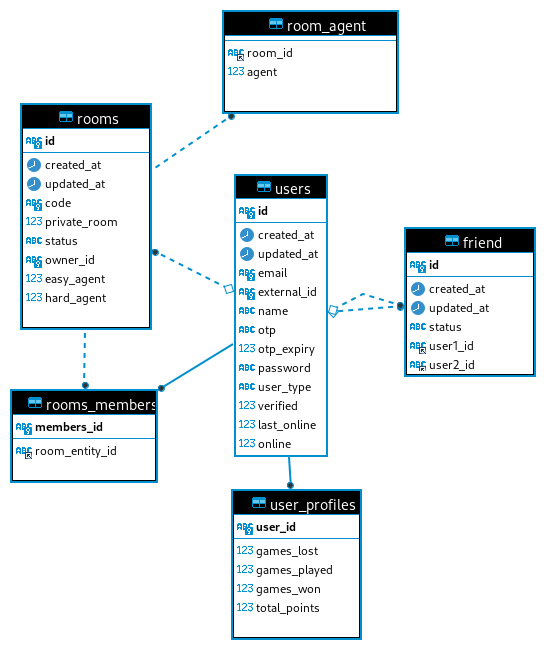 room_agent
ABC room_id
123 agent
rooms
ABC id
created_at
updated_at
ABC code
123 private_room
ABC status
ABC owner_id
123 easy_agent
123 hard_agent
users
ABC id
created_at
updated_at
ABC email
ABC external_id
ABC name
ABC otp
123 otp_expiry
ABC password
ABC user_type
123 verified
123 last_online
123 online
friend
ABC id
created_at
updated_at
ABC status
ABC user1_id
ABC user2_id
rooms_members
ABC members_id
ABC room_entity_id
user_profiles
ABC user_id
123 games_lost
123 games_played
123 games_won
123 total_points